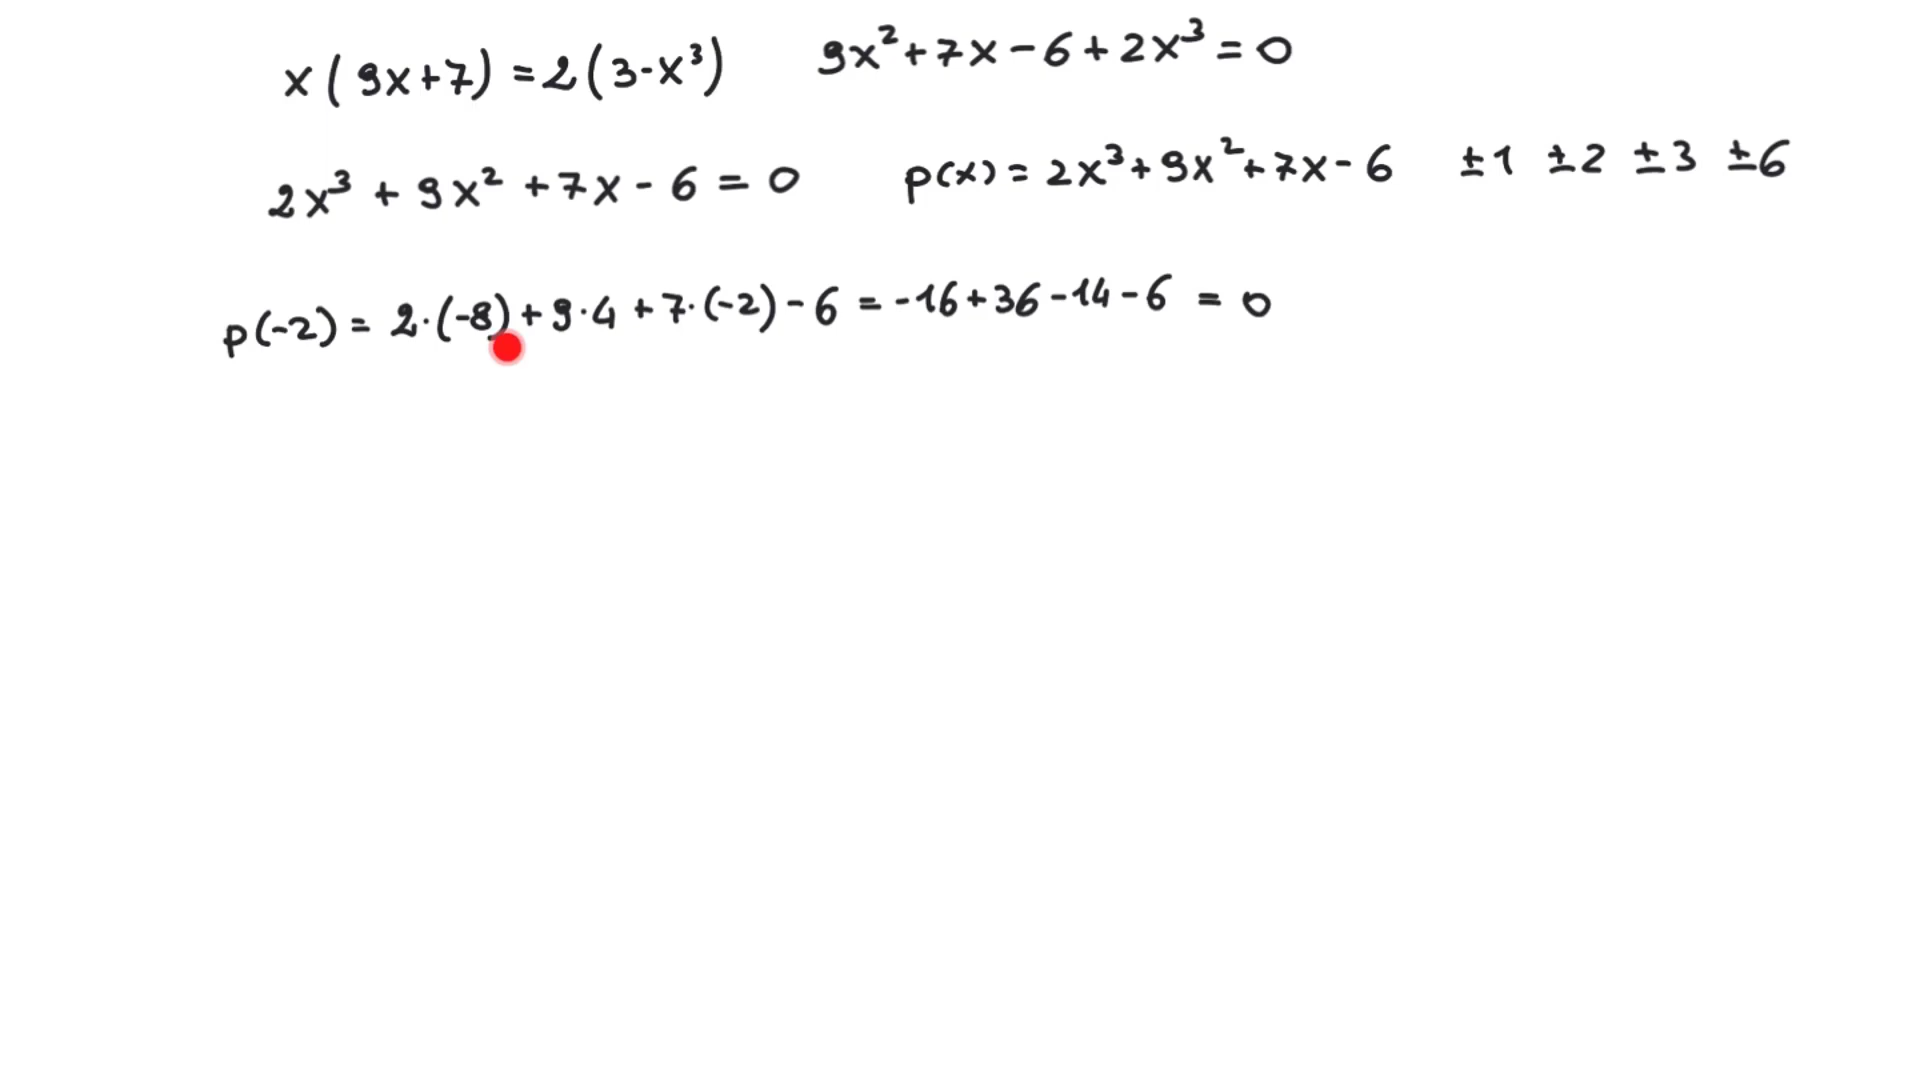 x(9x+7)=2(3-x³) 9x²+7x-6+2x³=0
2x³+9x²+7x-6=0 p(x)=2x³+9x²+7x-6 ±1 ±2 ±3 ±6
p(-2)=2·(-8)+9·4+7·(-2)-6=-16+36-14-6=0